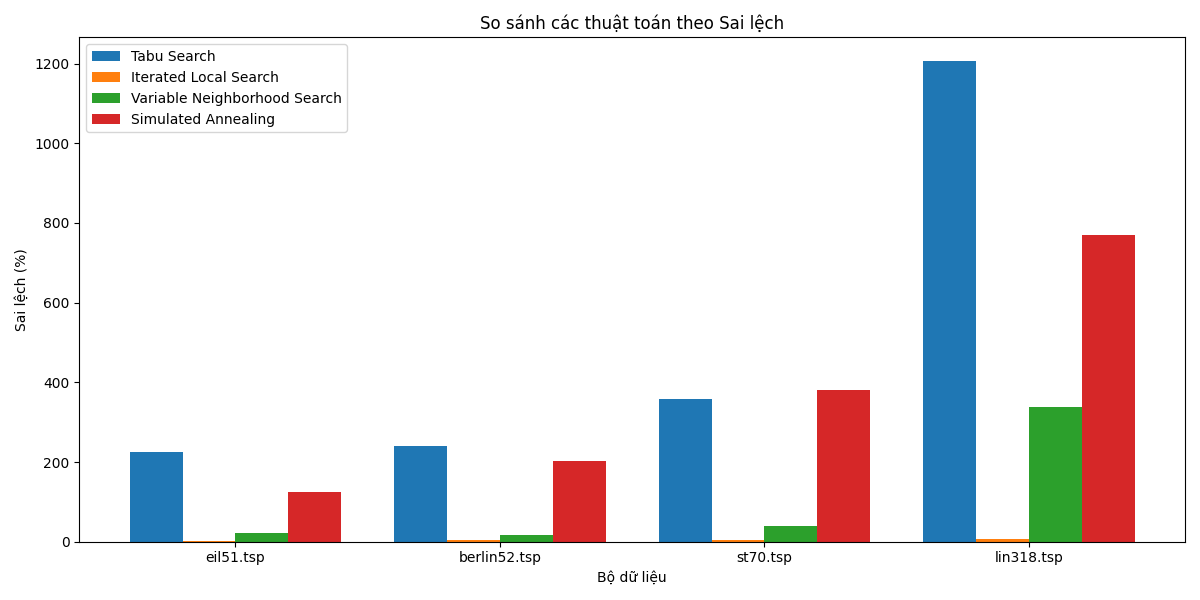 So sánh các thuật toán theo Sai lệch
Tabu Search
Iterated Local Search
Variable Neighborhood Search
Simulated Annealing
Sai lệch (%)
1200
1000
800
600
400
200
0
eil51.tsp
berlin52.tsp
st70.tsp
lin318.tsp
Bộ dữ liệu